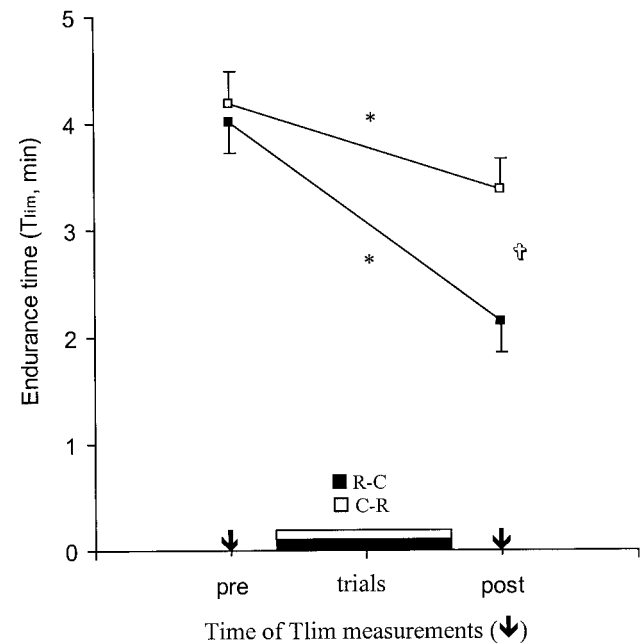 5
4
3
2
1
0
Endurance time (Tlim, min)
*
*
✞
■ R-C
□ C-R
pre trials post
Time of Tlim measurements (🡓)